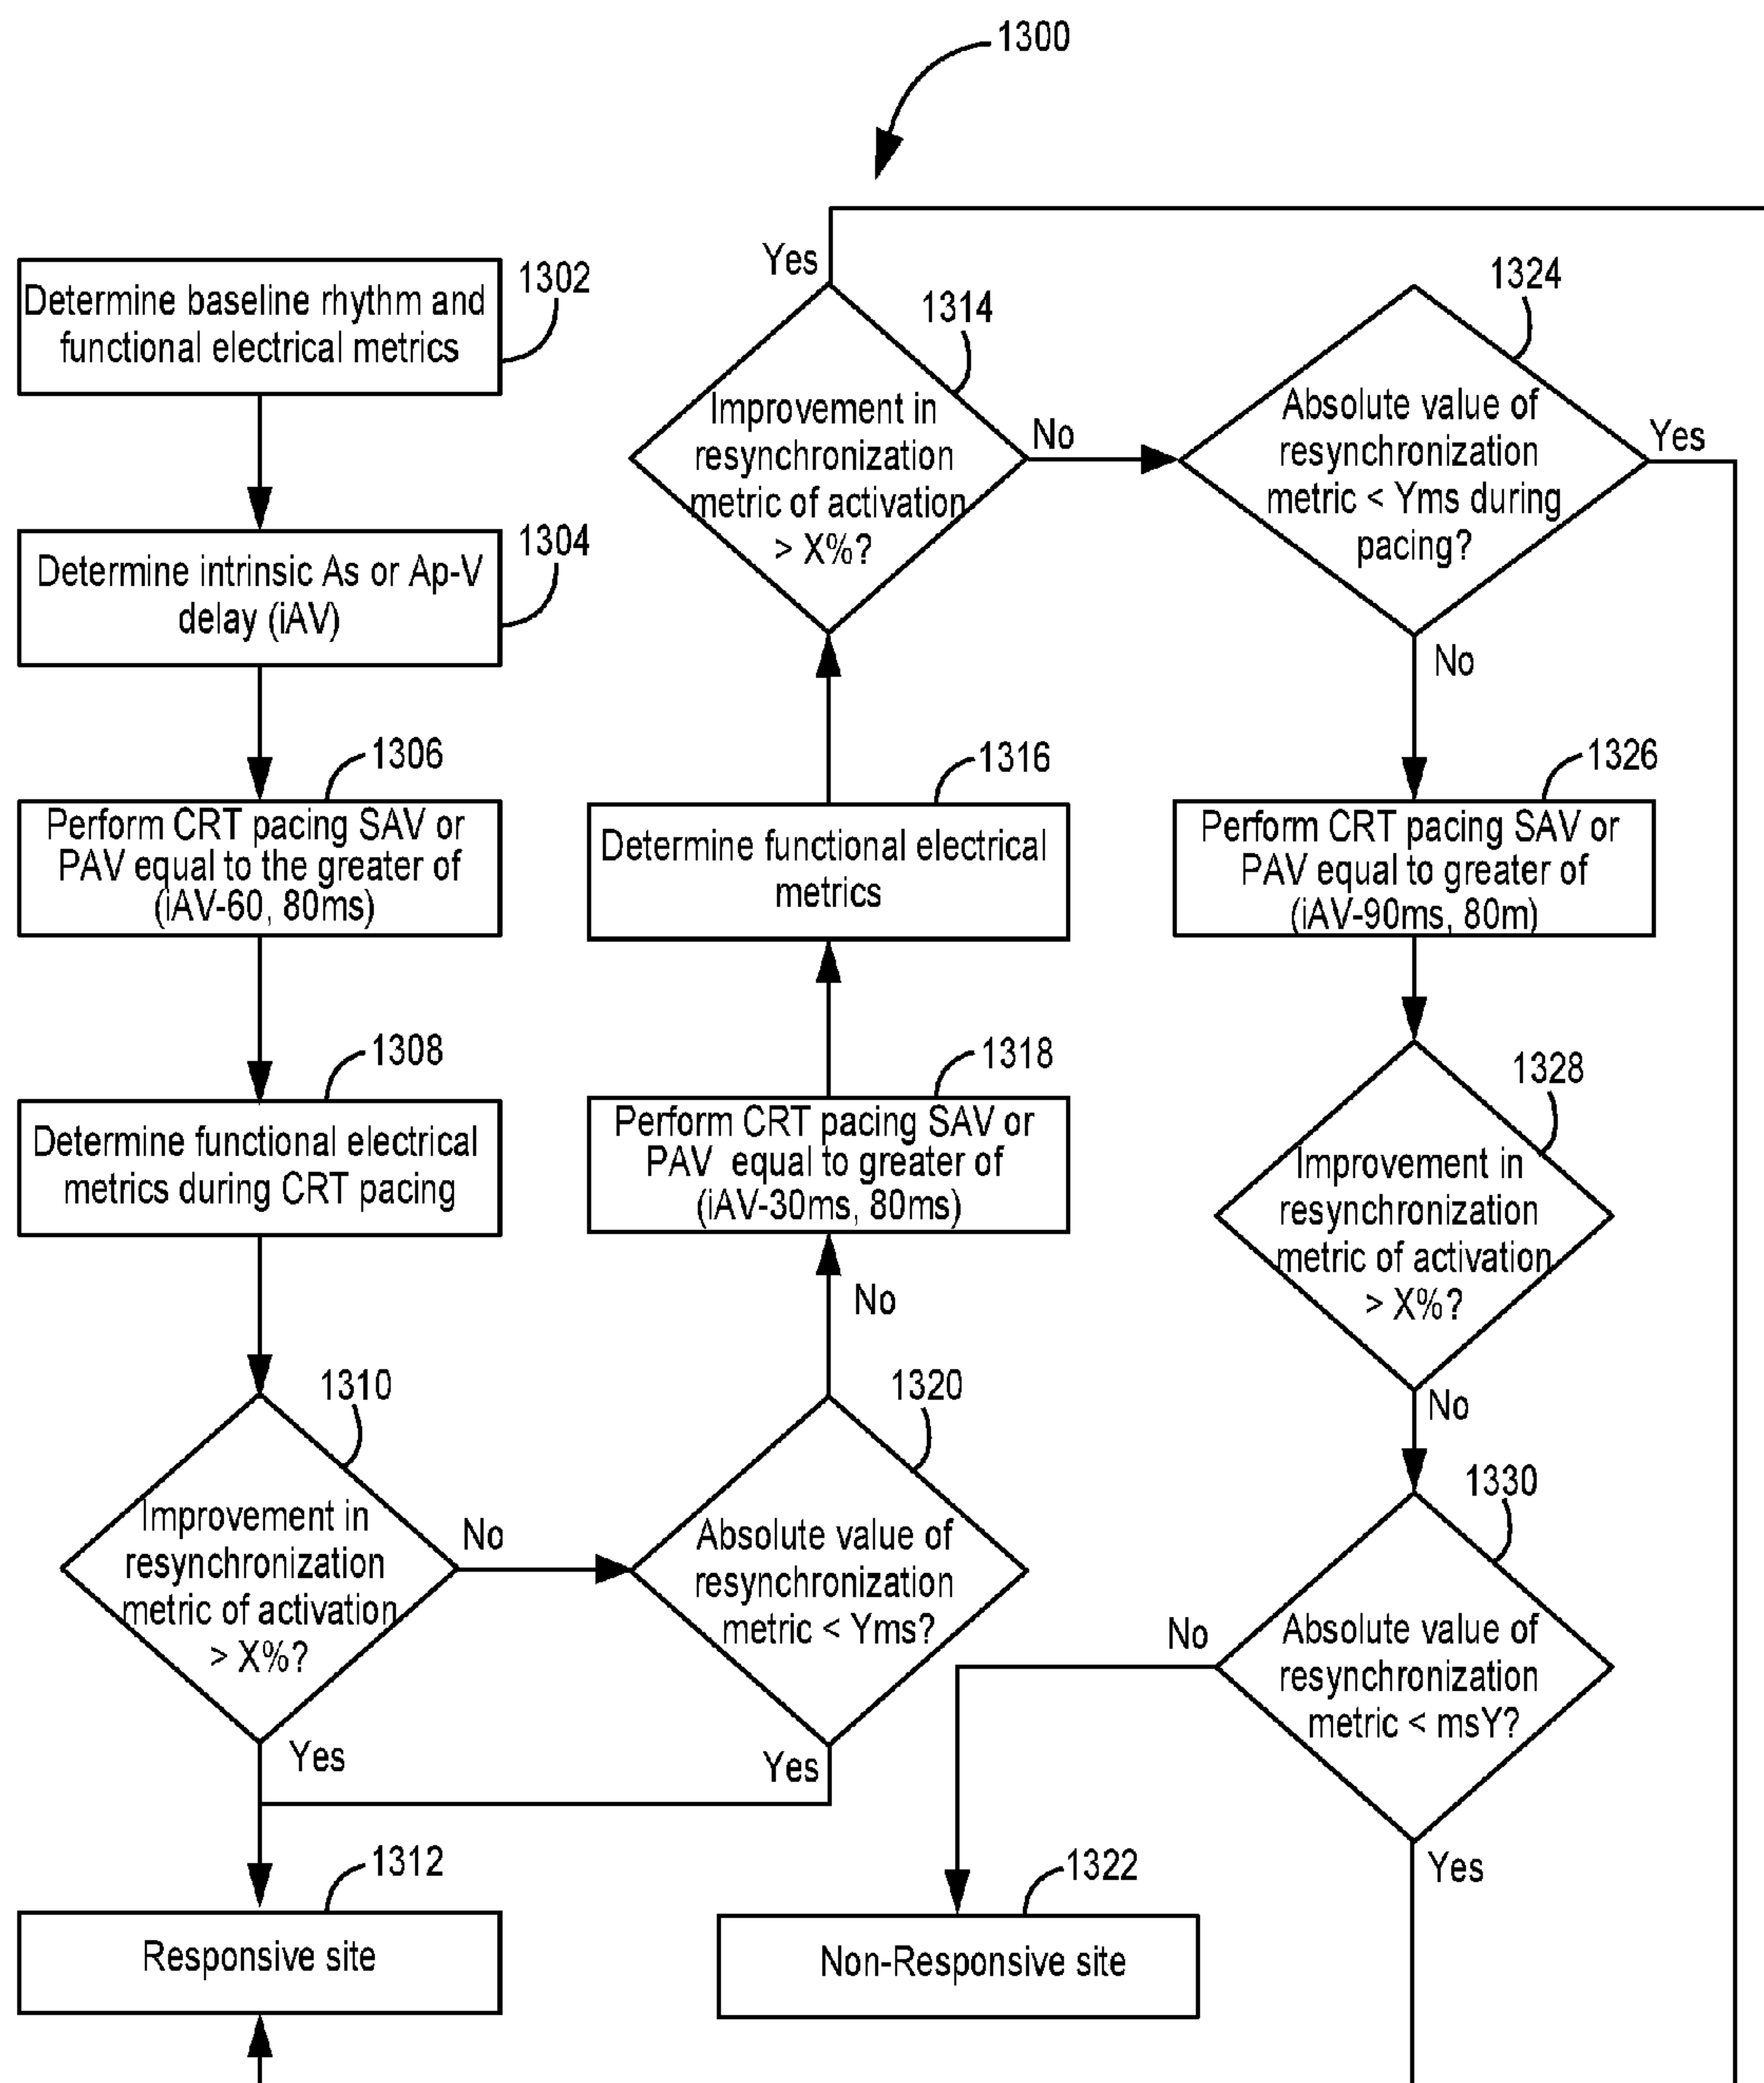 1300
1302
Determine baseline rhythm and
functional electrical metrics
1304
Determine intrinsic As or Ap-V
delay (iAV)
1306
Perform CRT pacing SAV or
PAV equal to the greater of
(iAV-60, 80ms)
1308
Determine functional electrical
metrics during CRT pacing
1310
Improvement in
resynchronization
metric of activation
> X%?
No
Yes
1312
Responsive site
1320
Absolute value of
resynchronization
metric < Yms?
Yes
No
1318
Perform CRT pacing SAV or
PAV equal to greater of
(iAV-30ms, 80ms)
1316
Determine functional electrical
metrics
1314
Improvement in
resynchronization
metric of activation
> X%?
Yes
No
1324
Absolute value of
resynchronization
metric < Yms during
pacing?
Yes
No
1326
Perform CRT pacing SAV or
PAV equal to greater of
(iAV-90ms, 80m)
1328
Improvement in
resynchronization
metric of activation
> X%?
No
1330
Absolute value of
resynchronization
metric < msY?
No
Yes
1322
Non-Responsive site